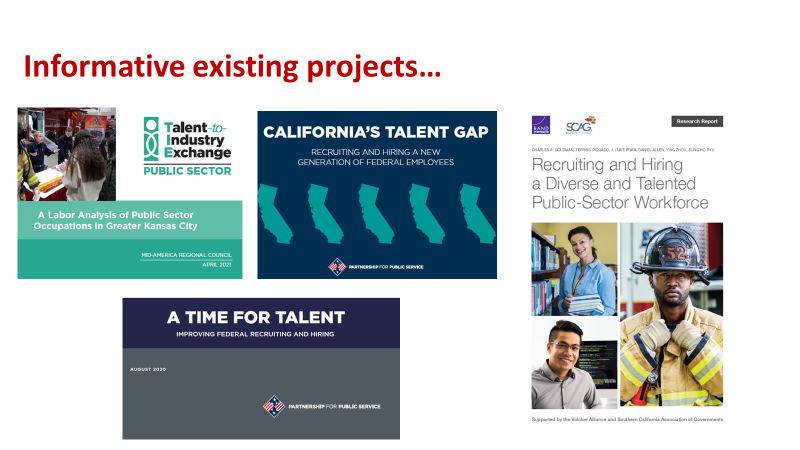 Informative existing projects...
Talent-to-
Industry
Exchange
PUBLIC SECTOR
A Labor Analysis of Public Sector
Occupations in Greater Kansas City
MID-AMERICA REGIONAL COUNCIL
APRIL 2021
CALIFORNIA'S TALENT GAP
RECRUITING AND HIRING A NEW
GENERATION OF FEDERAL EMPLOYEES
PARTNERSHIP FOR PUBLIC SERVICE
A TIME FOR TALENT
IMPROVING FEDERAL RECRUITING AND HIRING
AUGUST 2020
PARTNERSHIP FOR PUBLIC SERVICE
RAND
SCAG
Research Report
CHARLES A. GOLDMAN, TEPRING PIQUADO, J. LUKE IRWIN, DANIEL ALLEN, YING ZHOU, SUNG HO RYU
Recruiting and Hiring
a Diverse and Talented
Public-Sector Workforce
52
Supported by the Volcker Alliance and Southern California Association of Governments